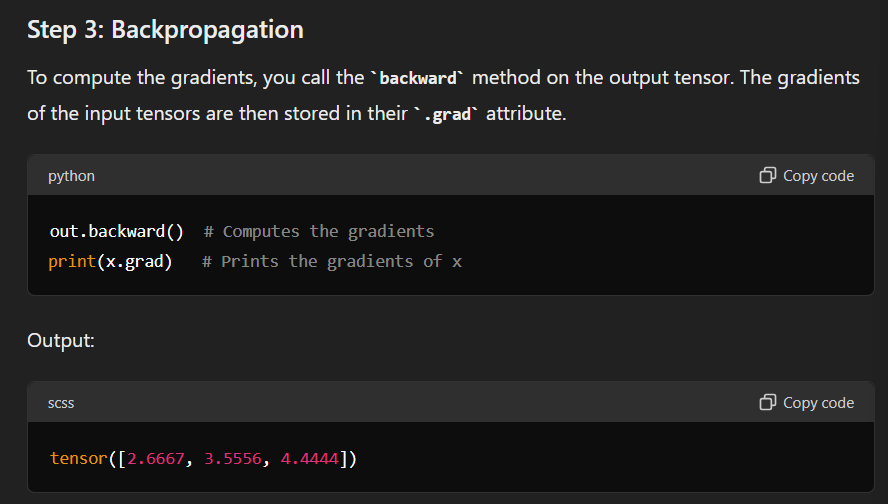 Step 3: Backpropagation
To compute the gradients, you call the `backward` method on the output tensor. The gradients
of the input tensors are then stored in their `.grad` attribute.
python Copy code
out.backward()  # Computes the gradients
print(x.grad)   # Prints the gradients of x
Output:
scss Copy code
tensor([2.6667, 3.5556, 4.4444])